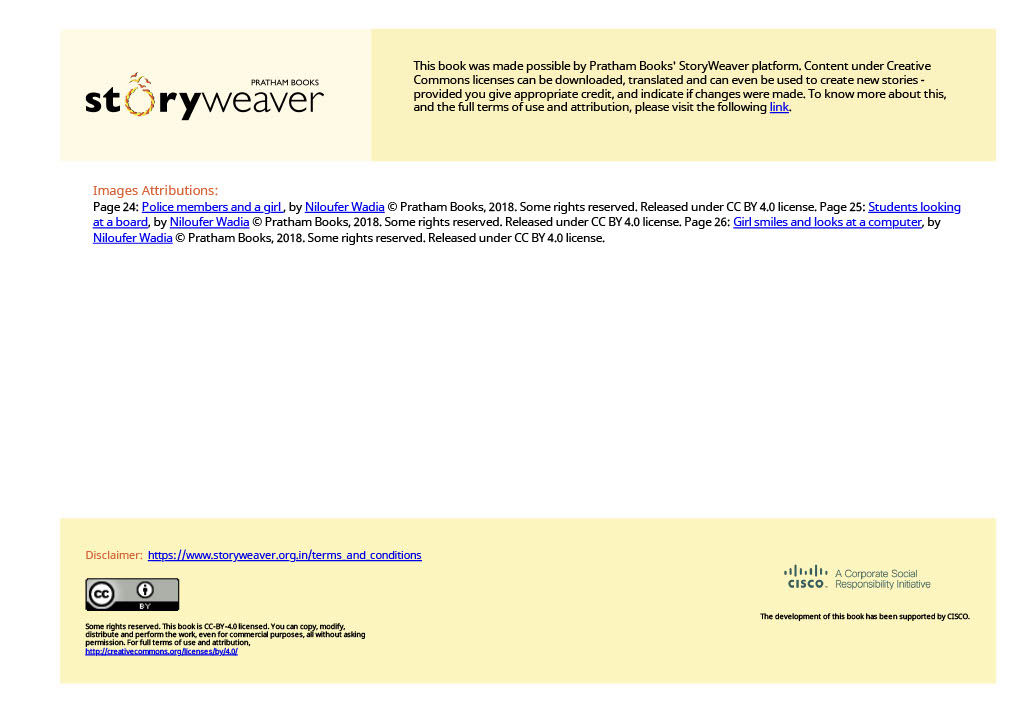 PRATHAM BOOKS
storyweaver
This book was made possible by Pratham Books' StoryWeaver platform. Content under Creative
Commons licenses can be downloaded, translated and can even be used to create new stories -
provided you give appropriate credit, and indicate if changes were made. To know more about this,
and the full terms of use and attribution, please visit the following link.
Images Attributions:
Page 24: Police members and a girl , by Niloufer Wadia © Pratham Books, 2018. Some rights reserved. Released under CC BY 4.0 license. Page 25: Students looking
at a board, by Niloufer Wadia © Pratham Books, 2018. Some rights reserved. Released under CC BY 4.0 license. Page 26: Girl smiles and looks at a computer, by
Niloufer Wadia © Pratham Books, 2018. Some rights reserved. Released under CC BY 4.0 license.
Disclaimer: https://www.storyweaver.org.in/terms_and_conditions
cc
BY
Some rights reserved. This book is CC-BY-4.0 licensed. You can copy, modify,
distribute and perform the work, even for commercial purposes, all without asking
permission. For full terms of use and attribution,
http://creativecommons.org/licenses/by/4.0/
CISCO
A Corporate Social
Responsibility Initiative
The development of this book has been supported by CISCO.